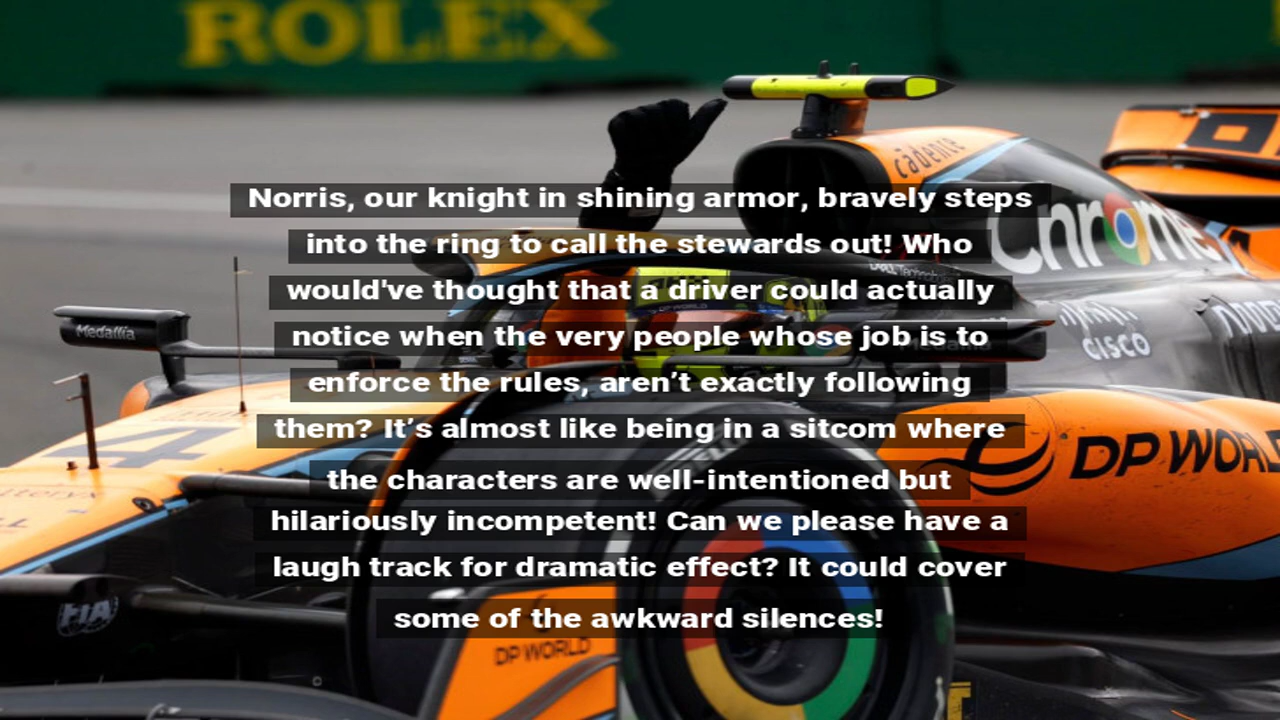 ROLEX
cadence
Chrome
Norris, our knight in shining armor, bravely steps
into the ring to call the stewards out! Who
would've thought that a driver could actually
notice when the very people whose job is to
enforce the rules, aren’t exactly following
them? It’s almost like being in a sitcom where
the characters are well-intentioned but
hilariously incompetent! Can we please have a
laugh track for dramatic effect? It could cover
some of the awkward silences!
Medallia
CISCO
4
DP WORLD
FIA
DP WORLD